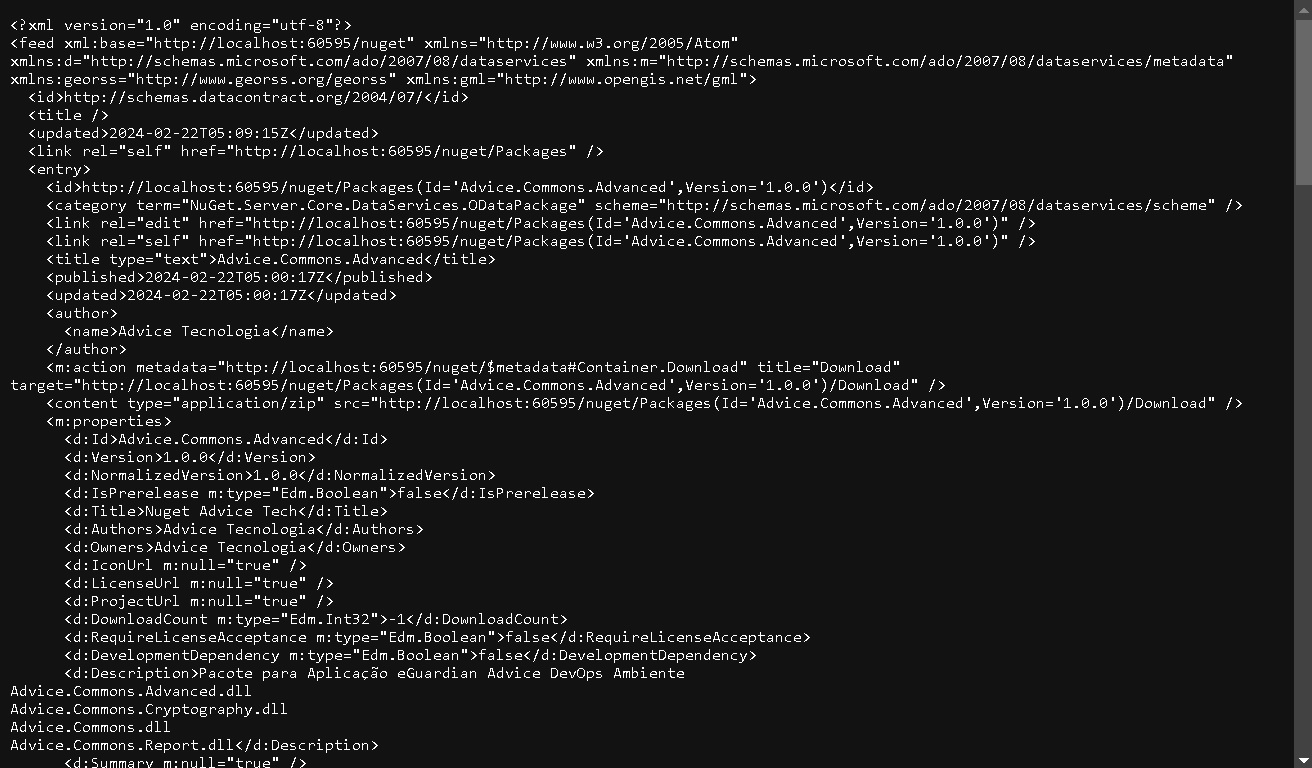 <?xml version="1.0" encoding="utf-8"?>
<feed xml:base="http://localhost:60595/nuget" xmlns="http://www.w3.org/2005/Atom"
xmlns:d="http://schemas.microsoft.com/ado/2007/08/dataservices" xmlns:m="http://schemas.microsoft.com/ado/2007/08/dataservices/metadata"
xmlns:georss="http://www.georss.org/georss" xmlns:gml="http://www.opengis.net/gml">
  <id>http://schemas.datacontract.org/2004/07/</id>
  <title />
  <updated>2024-02-22T05:09:15Z</updated>
  <link rel="self" href="http://localhost:60595/nuget/Packages" />
  <entry>
    <id>http://localhost:60595/nuget/Packages(Id='Advice.Commons.Advanced',Version='1.0.0')</id>
    <category term="NuGet.Server.Core.DataServices.ODataPackage" scheme="http://schemas.microsoft.com/ado/2007/08/dataservices/scheme" />
    <link rel="edit" href="http://localhost:60595/nuget/Packages(Id='Advice.Commons.Advanced',Version='1.0.0')" />
    <link rel="self" href="http://localhost:60595/nuget/Packages(Id='Advice.Commons.Advanced',Version='1.0.0')" />
    <title type="text">Advice.Commons.Advanced</title>
    <published>2024-02-22T05:00:17Z</published>
    <updated>2024-02-22T05:00:17Z</updated>
    <author>
      <name>Advice Tecnologia</name>
    </author>
    <m:action metadata="http://localhost:60595/nuget/$metadata#Container.Download" title="Download"
target="http://localhost:60595/nuget/Packages(Id='Advice.Commons.Advanced',Version='1.0.0')/Download" />
    <content type="application/zip" src="http://localhost:60595/nuget/Packages(Id='Advice.Commons.Advanced',Version='1.0.0')/Download" />
    <m:properties>
      <d:Id>Advice.Commons.Advanced</d:Id>
      <d:Version>1.0.0</d:Version>
      <d:NormalizedVersion>1.0.0</d:NormalizedVersion>
      <d:IsPrerelease m:type="Edm.Boolean">false</d:IsPrerelease>
      <d:Title>Nuget Advice Tech</d:Title>
      <d:Authors>Advice Tecnologia</d:Authors>
      <d:Owners>Advice Tecnologia</d:Owners>
      <d:IconUrl m:null="true" />
      <d:LicenseUrl m:null="true" />
      <d:ProjectUrl m:null="true" />
      <d:DownloadCount m:type="Edm.Int32">-1</d:DownloadCount>
      <d:RequireLicenseAcceptance m:type="Edm.Boolean">false</d:RequireLicenseAcceptance>
      <d:DevelopmentDependency m:type="Edm.Boolean">false</d:DevelopmentDependency>
      <d:Description>Pacote para Aplicação eGuardian Advice DevOps Ambiente
Advice.Commons.Advanced.dll
Advice.Commons.Cryptography.dll
Advice.Commons.dll
Advice.Commons.Report.dll</d:Description>
      <d:Summary m:null="true" />